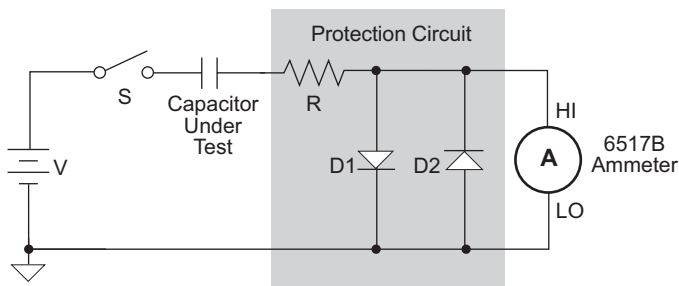 Protection Circuit
S
Capacitor
Under
Test
R
HI
V
D1
D2
A
6517B
Ammeter
LO